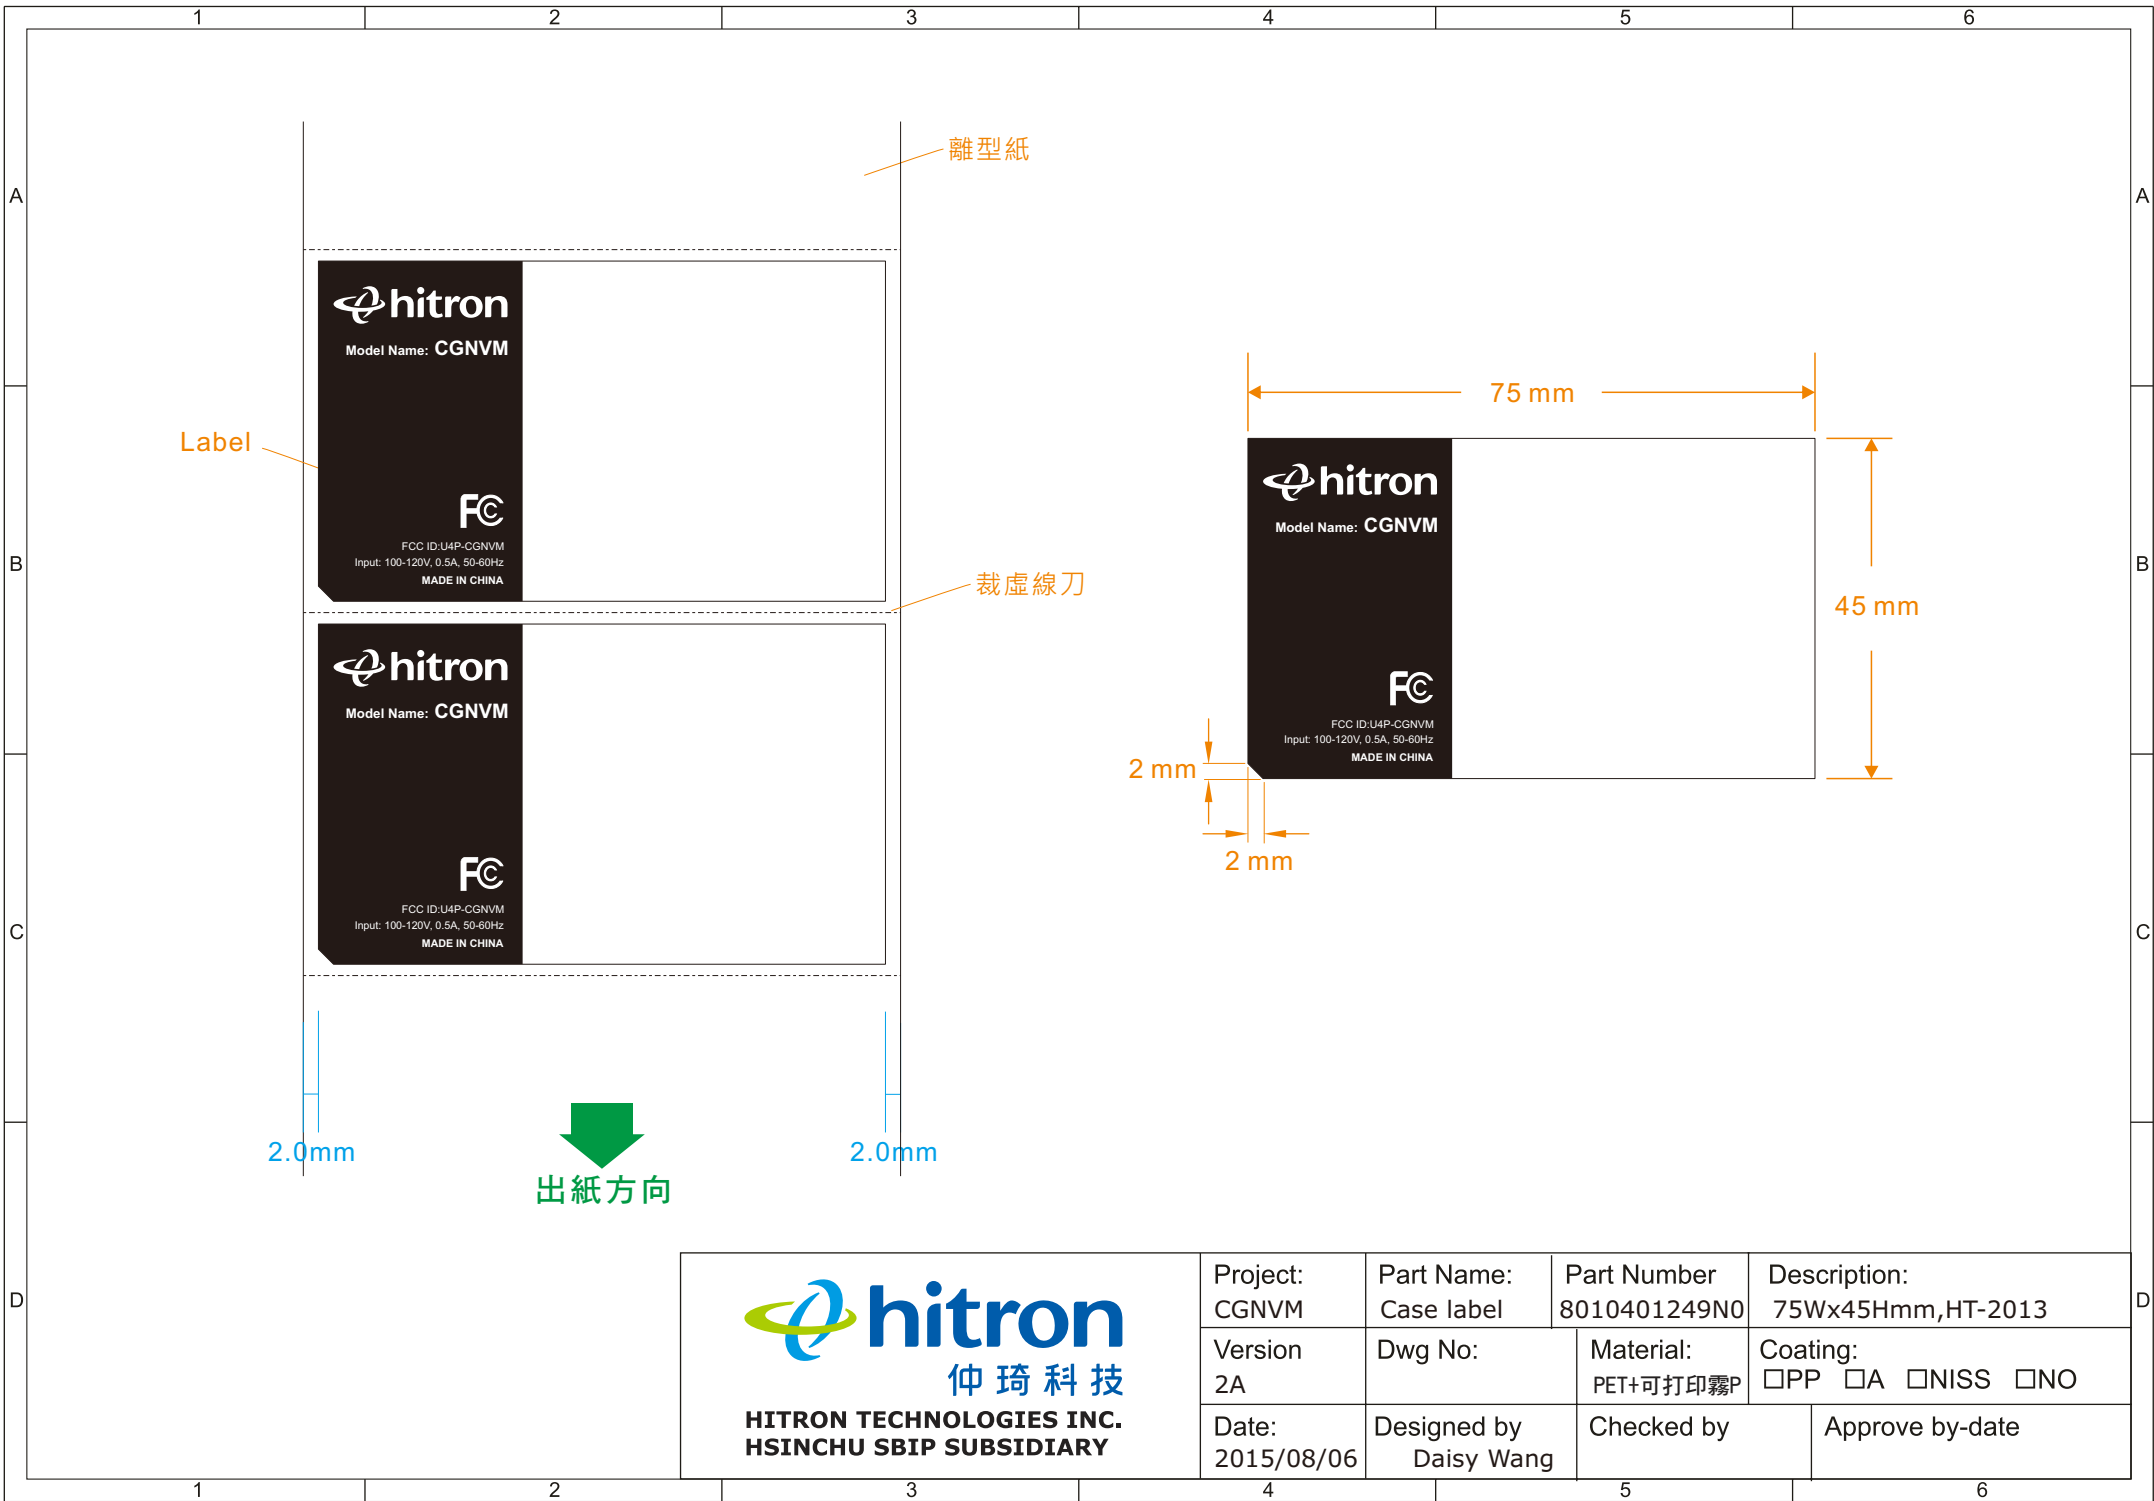 1 2 3 4 5 6
A A
B B
C C
D D
離型紙
hitron
Model Name: CGNVM
Label
FC
FCC ID:U4P-CGNVM
Input: 100-120V, 0.5A, 50-60Hz
MADE IN CHINA
裁虛線刀
hitron
Model Name: CGNVM
FC
FCC ID:U4P-CGNVM
Input: 100-120V, 0.5A, 50-60Hz
MADE IN CHINA
2.0mm
2.0mm
出紙方向
75 mm
hitron
Model Name: CGNVM
45 mm
FC
FCC ID:U4P-CGNVM
Input: 100-120V, 0.5A, 50-60Hz
MADE IN CHINA
2 mm
2 mm
hitron
仲琦科技
HITRON TECHNOLOGIES INC.
HSINCHU SBIP SUBSIDIARY
Project:
CGNVM
Part Name:
Case label
Part Number
8010401249N0
Description:
75Wx45Hmm,HT-2013
Version
2A
Dwg No:
Material:
PET+可打印霧P
Coating:
□PP □A □NISS □NO
Date:
2015/08/06
Designed by
Daisy Wang
Checked by
Approve by-date
1 2 3 4 5 6